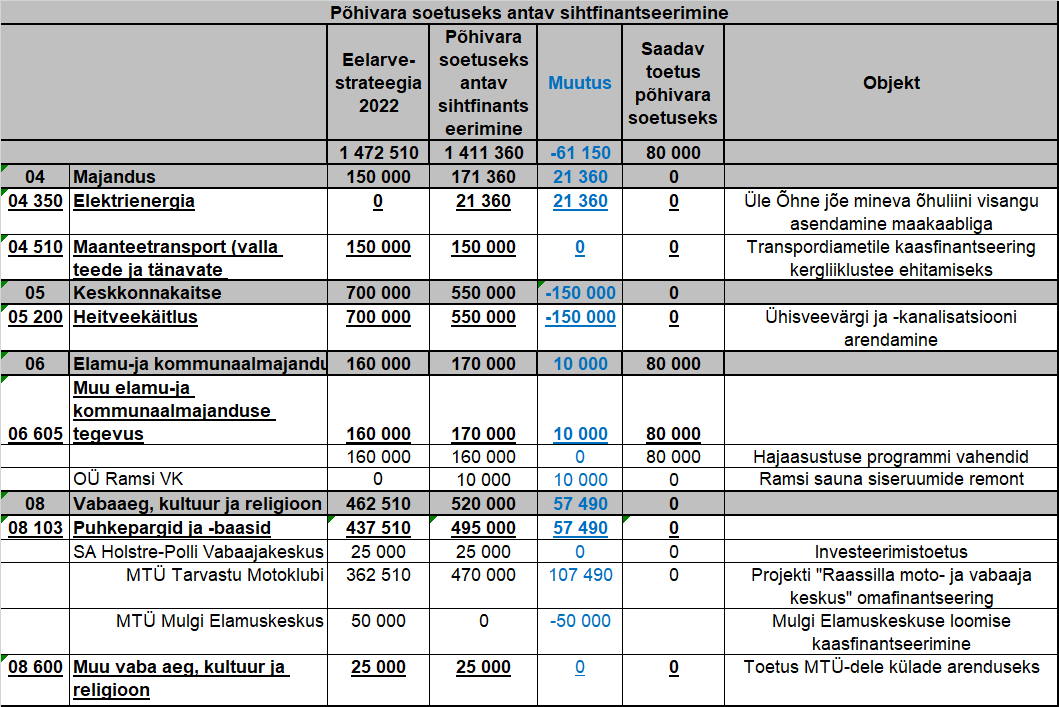 Põhivara soetuseks antav sihtfinantseerimine
Eelarve-
strateegia
2022
Põhivara
soetuseks
antav
sihtfinants
eerimine
Muutus
Saadav
toetus
põhivara
soetuseks
Objekt
1 472 510 1 411 360 -61 150 80 000
04 Majandus 150 000 171 360 21 360 0
04 350 Elektrienergia 0 21 360 21 360 0 Üle Õhne jõe mineva õhuliini visangu
asendamine maakaabliga
04 510 Maanteetransport (valla 150 000 150 000 0 0 Transpordiametile kaasfinantseering
teede ja tänavate kergliiklustee ehitamiseks
05 Keskkonnakaitse 700 000 550 000 -150 000 0
05 200 Heitveekäitlus 700 000 550 000 -150 000 0 Ühisveevärgi ja -kanalisatsiooni
arendamine
06 Elamu-ja kommunaalmajandu 160 000 170 000 10 000 80 000
Muu elamu-ja
kommunaalmajanduse
06 605 tegevus 160 000 170 000 10 000 80 000
160 000 160 000 0 80 000 Hajaasustuse programmi vahendid
OÜ Ramsi VK 0 10 000 10 000 0 Ramsi sauna siseruumide remont
08 Vabaaeg, kultuur ja religioon 462 510 520 000 57 490 0
08 103 Puhkepargid ja -baasid 437 510 495 000 57 490 0
SA Holstre-Polli Vabaajakeskus 25 000 25 000 0 0 Investeerimistoetus
MTÜ Tarvastu Motoklubi 362 510 470 000 107 490 0 Projekti "Raassilla moto- ja vabaaja
keskus" omafinantseering
MTÜ Mulgi Elamuskeskus 50 000 0 -50 000 Mulgi Elamuskeskuse loomise
kaasfinantseerimine
08 600 Muu vaba aeg, kultuur ja 25 000 25 000 0 0 Toetus MTÜ-dele külade arenduseks
religioon